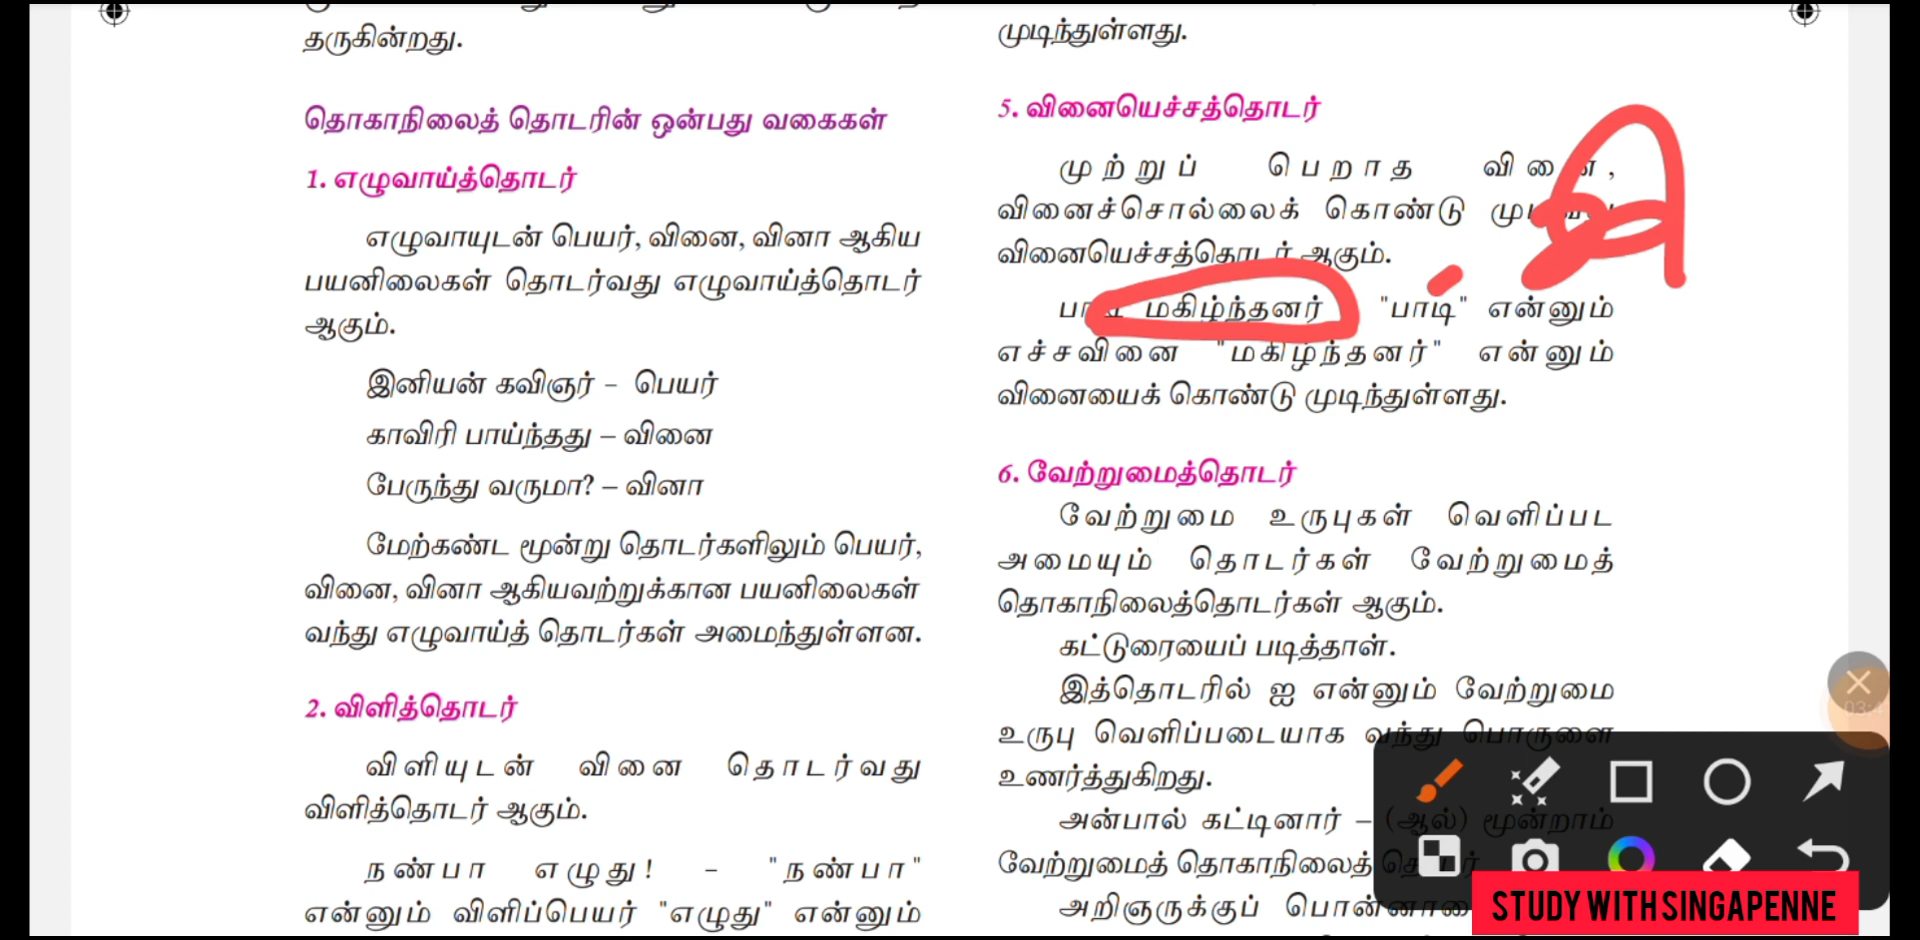 தருகின்றது.
தொகாநிலைத் தொடரின் ஒன்பது வகைகள்
1. எழுவாய்த்தொடர்
எழுவாயுடன் பெயர், வினை, வினா ஆகிய
பயனிலைகள் தொடர்வது எழுவாய்த்தொடர்
ஆகும்.
இனியன் கவிஞர் – பெயர்
காவிரி பாய்ந்தது – வினை
பேருந்து வருமா? – வினா
மேற்கண்ட மூன்று தொடர்களிலும் பெயர்,
வினை, வினா ஆகியவற்றுக்கான பயனிலைகள்
வந்து எழுவாய்த் தொடர்கள் அமைந்துள்ளன.
2. விளித்தொடர்
விளியுடன் வினை தொடர்வது
விளித்தொடர் ஆகும்.
நண்பா எழுது! – "நண்பா"
என்னும் விளிப்பெயர் "எழுது" என்னும்
முடிந்துள்ளது.
5. வினையெச்சத்தொடர்
முற்றுப் பெறாத வினை,
வினைச்சொல்லைக் கொண்டு
வினையெச்சத்தொடர் ஆகும்.
மகிழ்ந்தனர் "பாடி" என்னும்
எச்சவினை "மகிழ்ந்தனர்" என்னும்
வினையைக் கொண்டு முடிந்துள்ளது.
6. வேற்றுமைத்தொடர்
வேற்றுமை உருபுகள் வெளிப்பட
அமையும் தொடர்கள் வேற்றுமைத்
தொகாநிலைத்தொடர்கள் ஆகும்.
கட்டுரையைப் படித்தாள்.
இத்தொடரில் ஐ என்னும் வேற்றுமை
உருபு வெளிப்படையாக வந்து பொருளை
உணர்த்துகிறது.
அன்பால் கட்டினார் – (ஆல்) மூன்றாம்
வேற்றுமைத் தொகாநிலைத் தொடர்
அறிஞருக்குப்
STUDY WITH SINGAPENNE